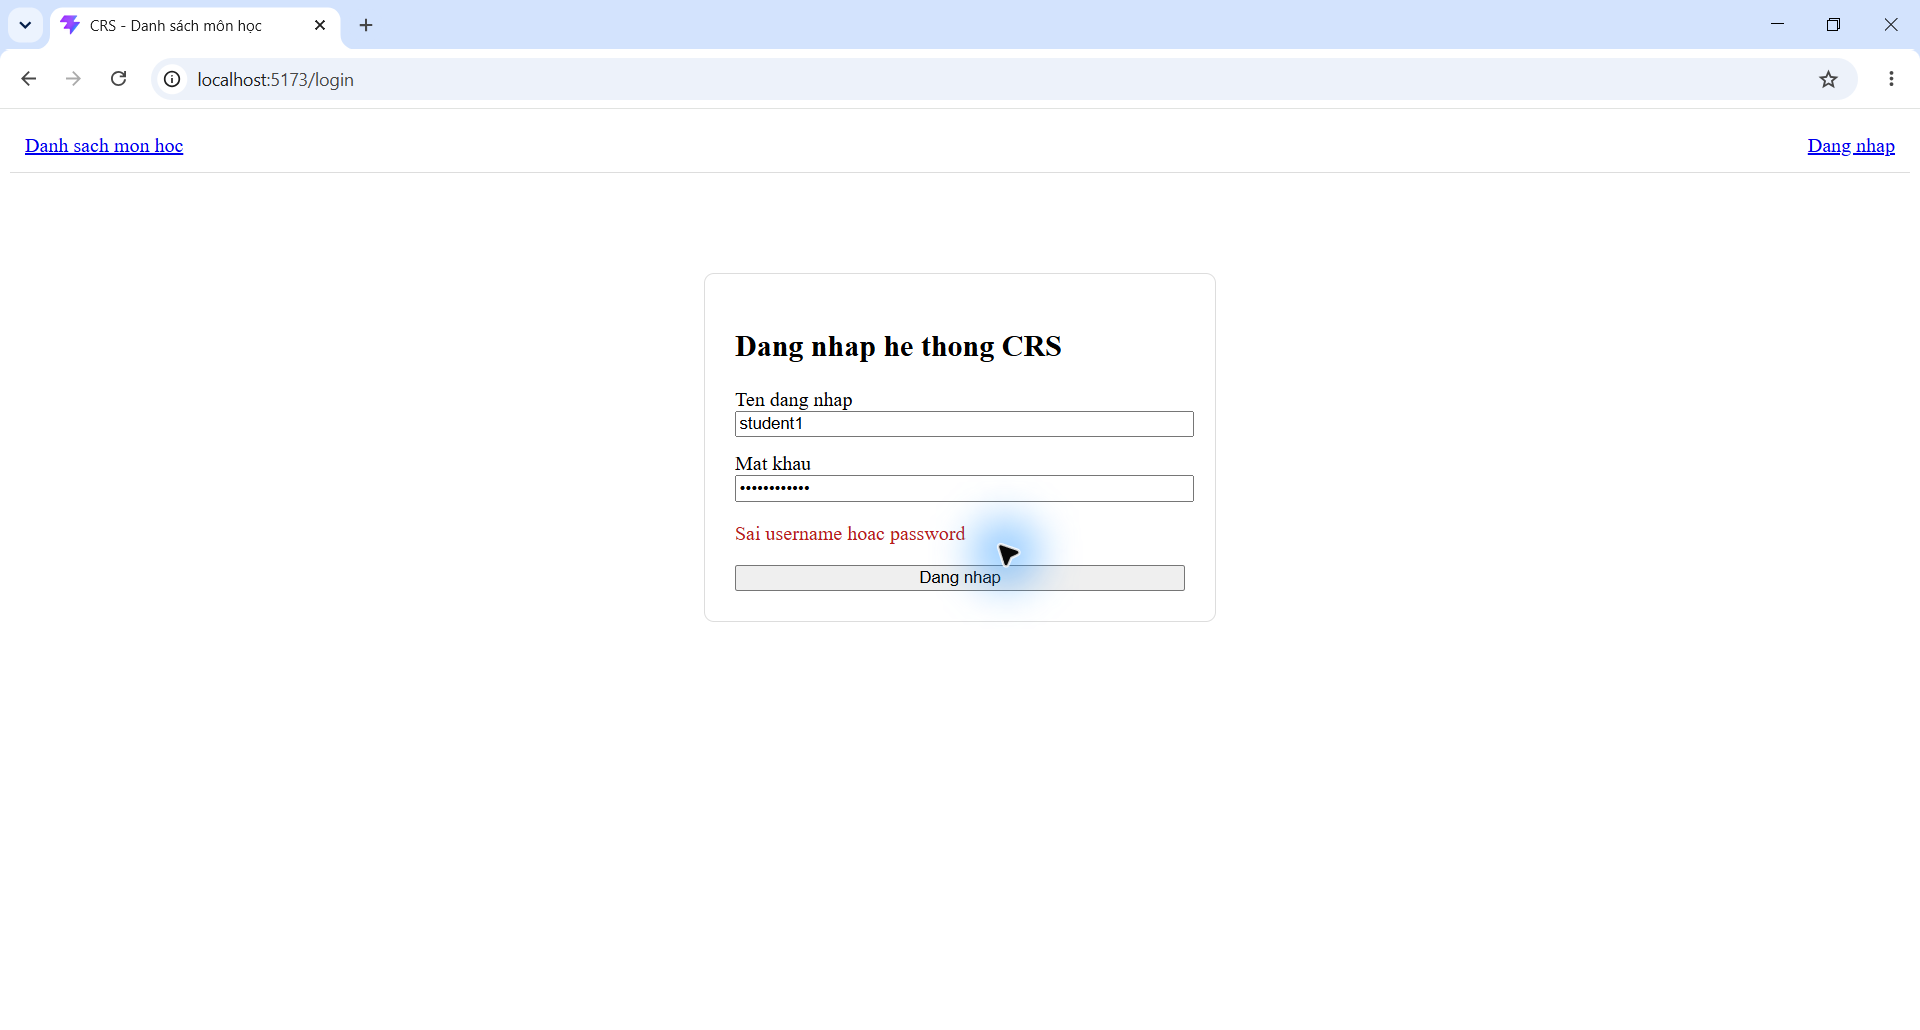 CRS - Danh sách môn học
localhost:5173/login
Danh sach mon hoc
Dang nhap
Dang nhap he thong CRS
Ten dang nhap
student1
Mat khau
••••••••••••
Sai username hoac password
Dang nhap